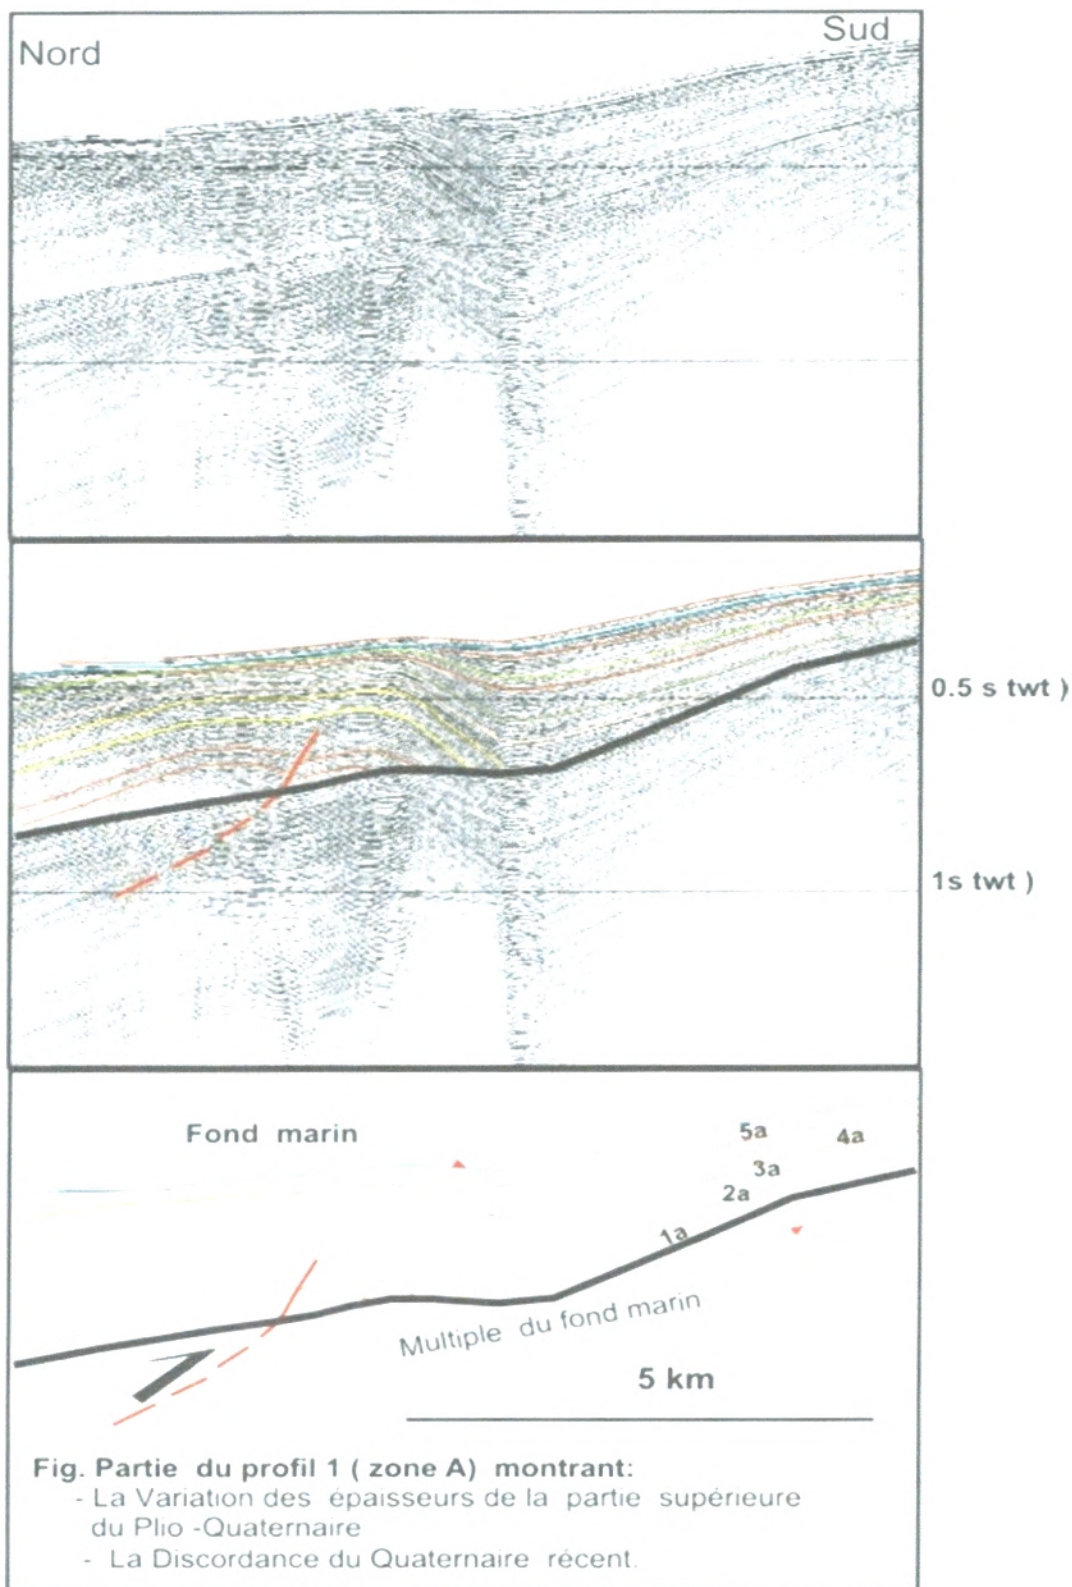 Nord
Sud
0.5 s twt )
1s twt )
Fond marin
5a
4a
3a
2a
1a
Multiple du fond marin
5 km
Fig. Partie du profil 1 ( zone A) montrant:
- La Variation des épaisseurs de la partie supérieure
du Plio -Quaternaire
- La Discordance du Quaternaire récent.